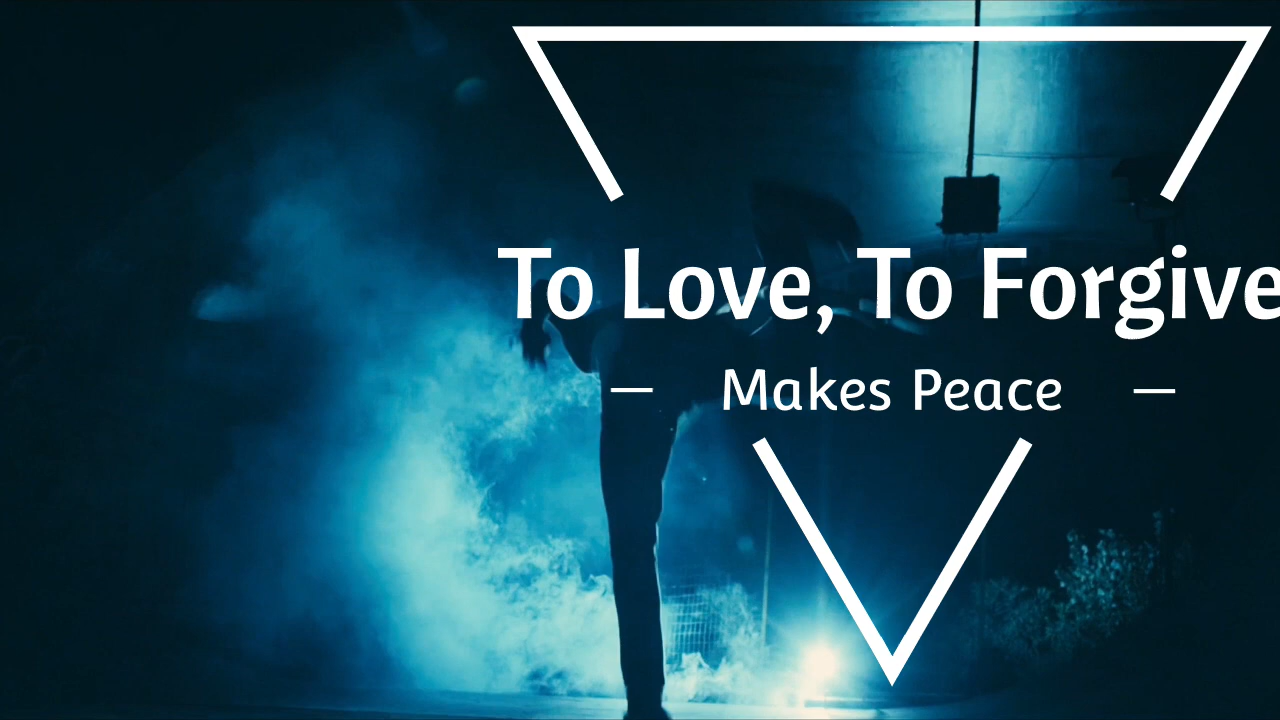 To Love, To Forgive
— Makes Peace —